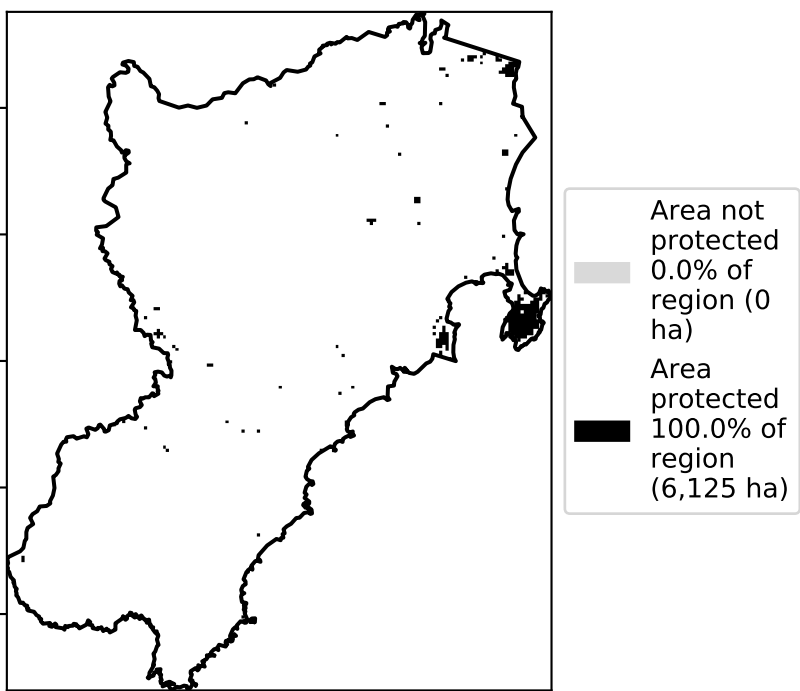 Area not
protected
0.0% of
region (0
ha)
Area
protected
100.0% of
region
(6,125 ha)